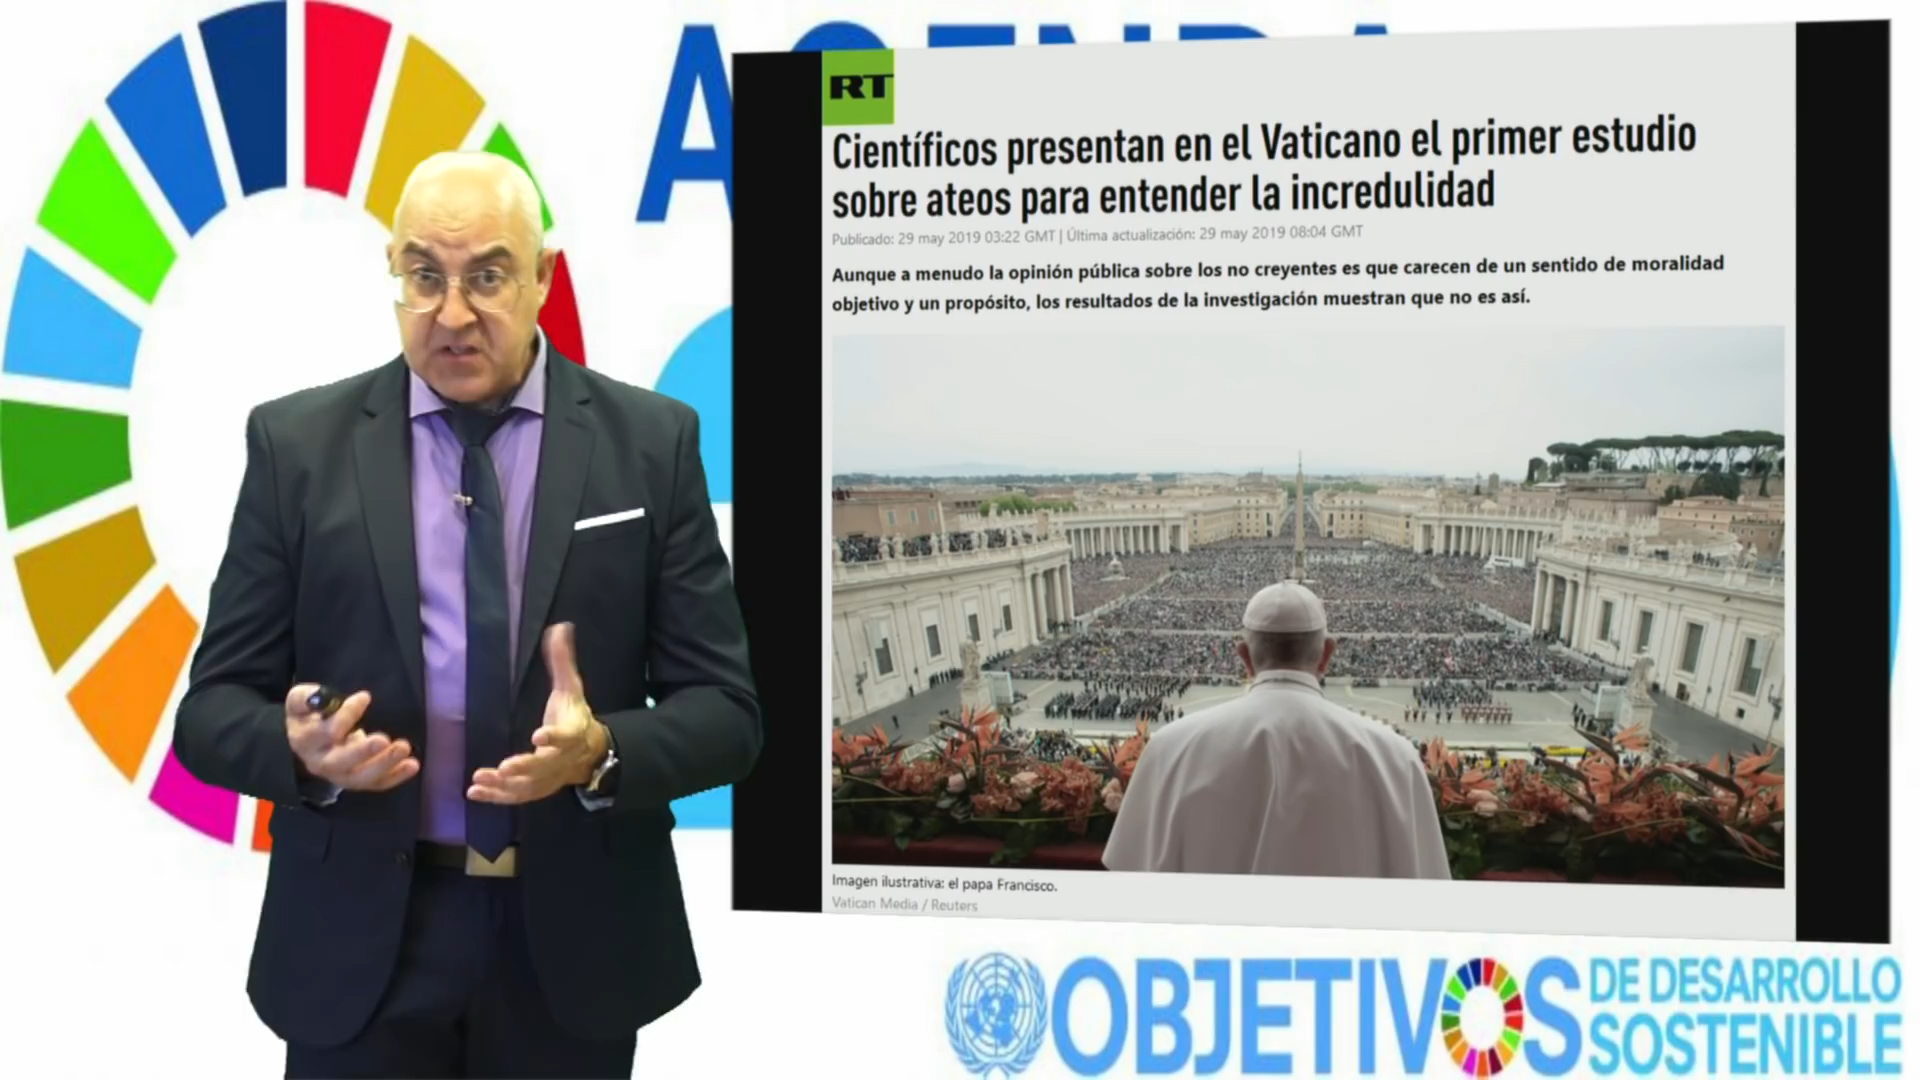 AGENDA
RT
Científicos presentan en el Vaticano el primer estudio
sobre ateos para entender la incredulidad
Publicado: 29 may 2019 03:22 GMT | Última actualización: 29 may 2019 08:04 GMT
Aunque a menudo la opinión pública sobre los no creyentes es que carecen de un sentido de moralidad
objetivo y un propósito, los resultados de la investigación muestran que no es así.
Imagen ilustrativa: el papa Francisco.
Vatican Media / Reuters
OBJETIVOS
DE DESARROLLO
SOSTENIBLE